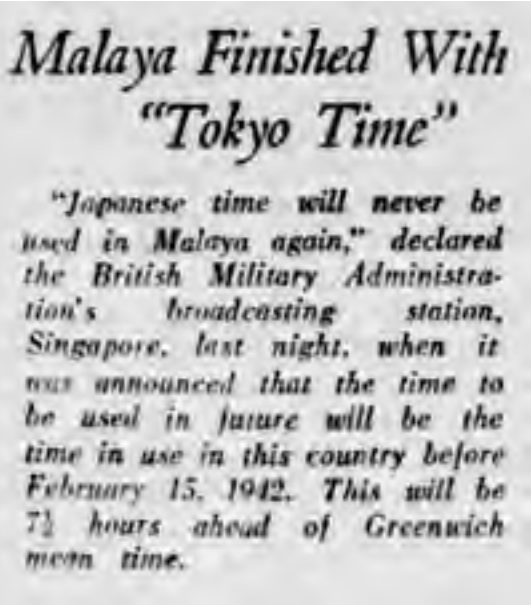 Malaya Finished With
"Tokyo Time"
"Japanese time will never be
used in Malaya again," declared
the British Military Administra-
tion's broadcasting station,
Singapore, last night, when it
was announced that the time to
be used in future will be the
time in use in this country before
February 15, 1942. This will be
7½ hours ahead of Greenwich
mean time.